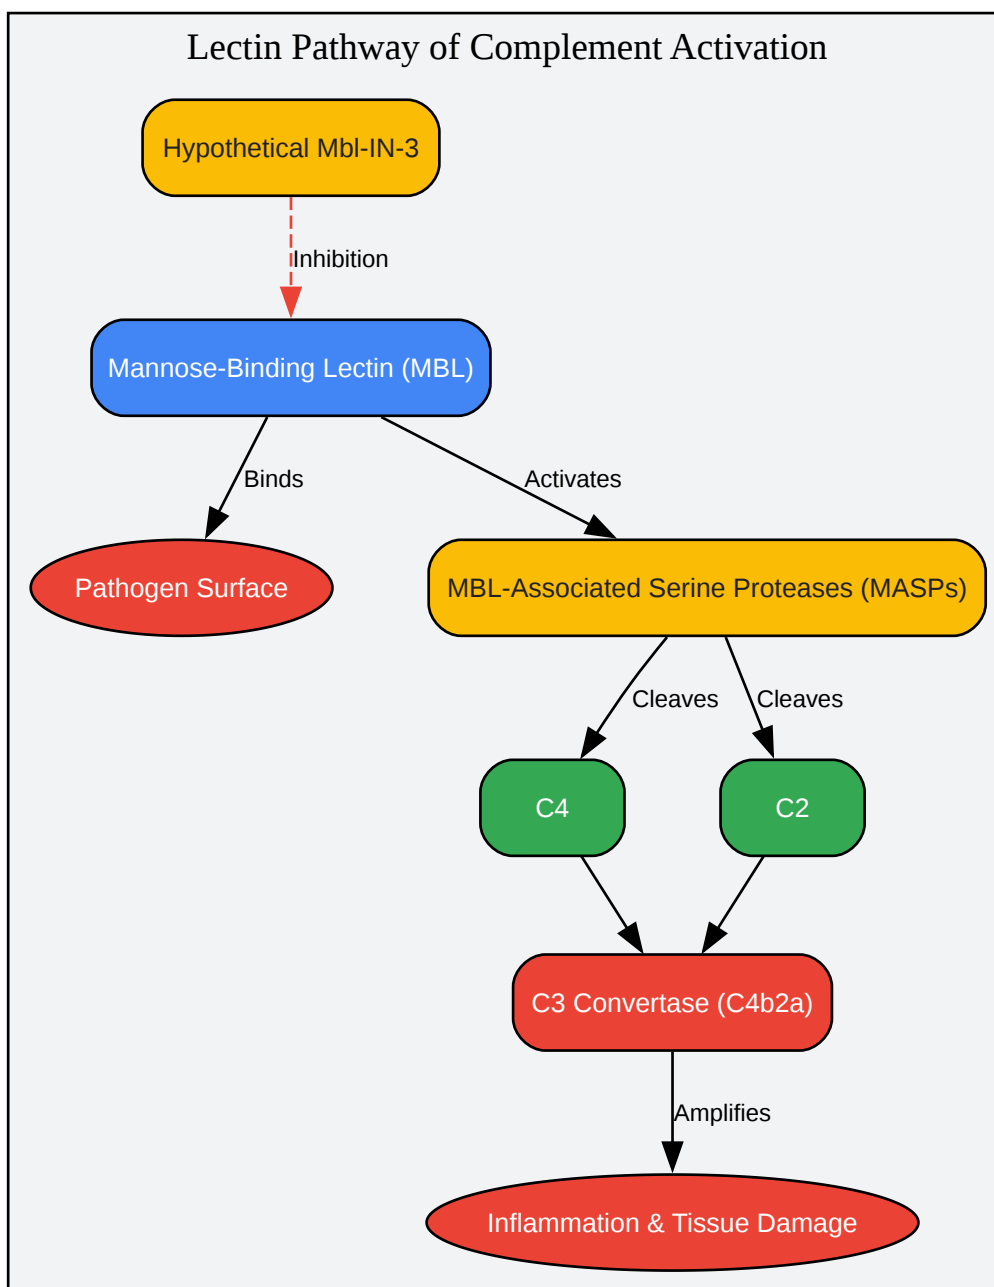 Lectin Pathway of Complement Activation
Hypothetical Mbl-IN-3
Inhibition
Mannose-Binding Lectin (MBL)
Binds
Activates
Pathogen Surface
MBL-Associated Serine Proteases (MASPs)
Cleaves
Cleaves
C4
C2
C3 Convertase (C4b2a)
Amplifies
Inflammation & Tissue Damage